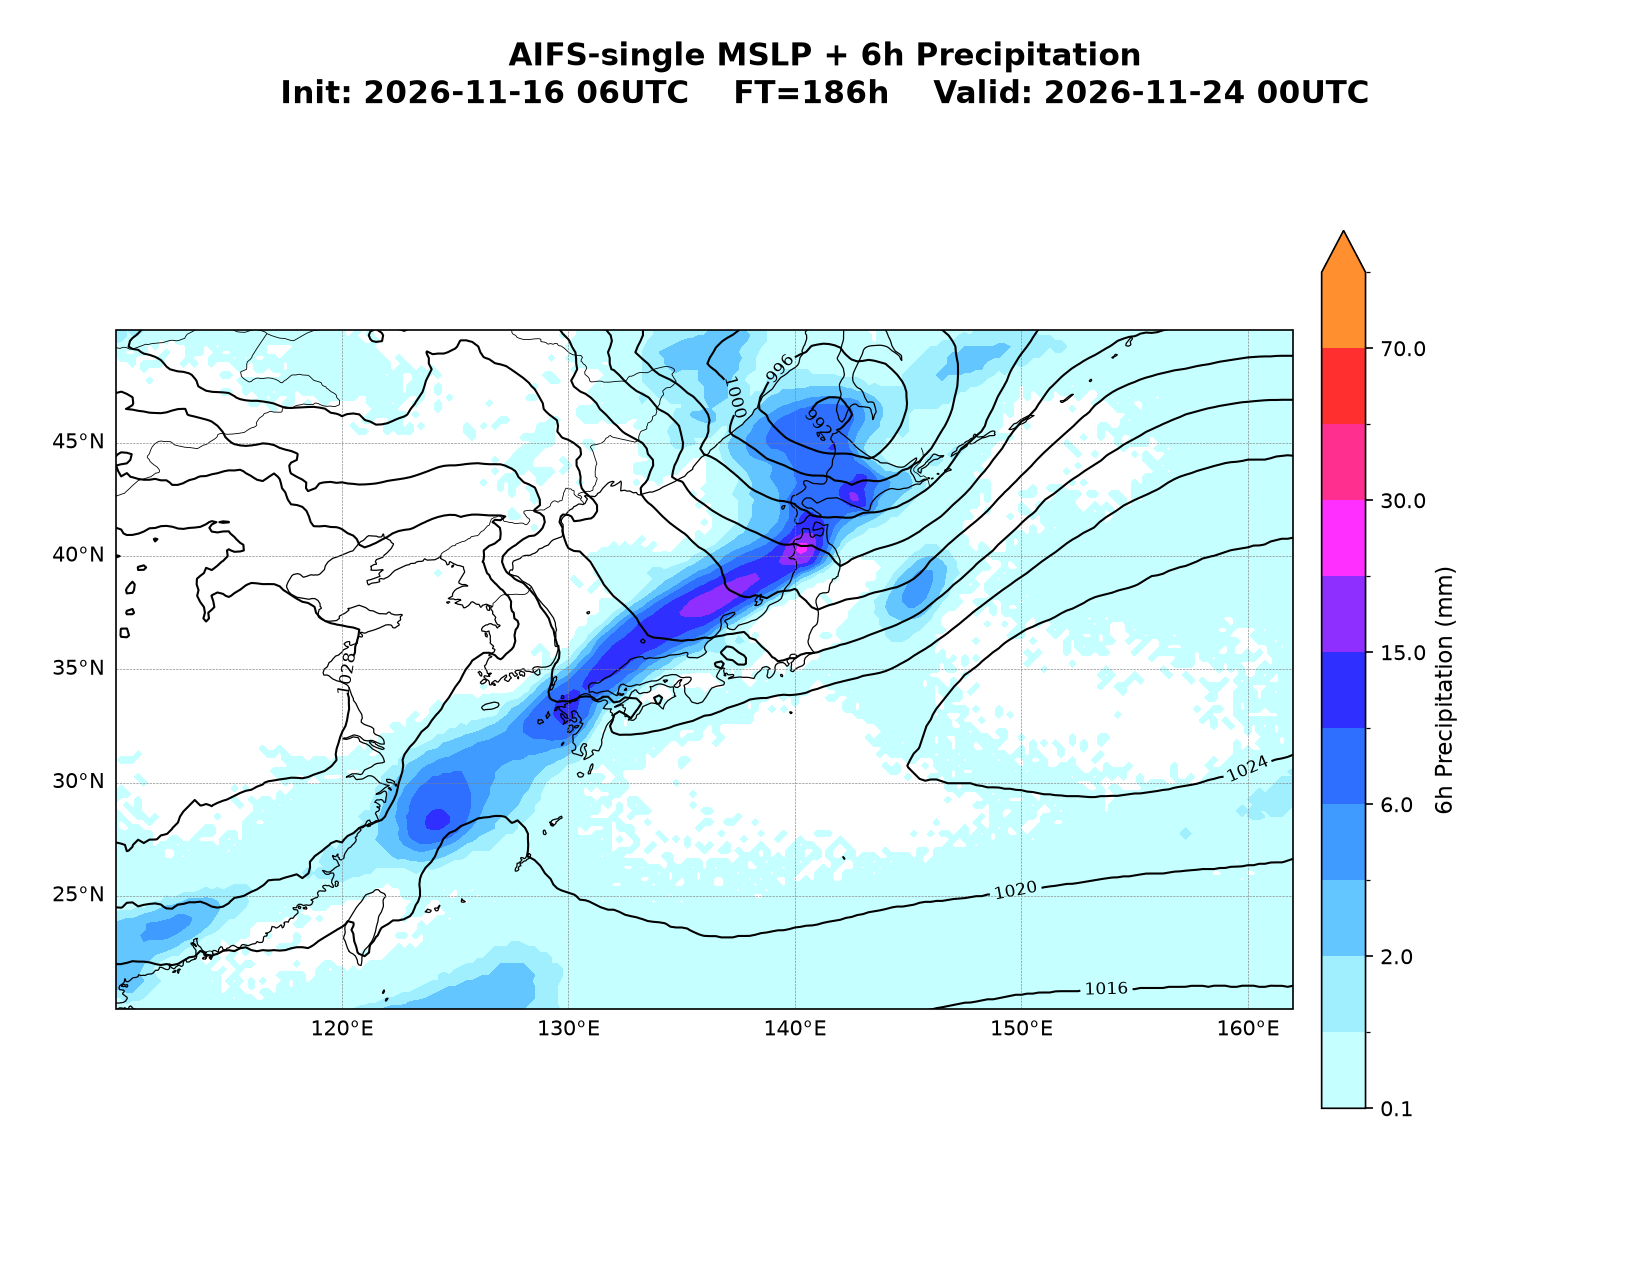 AIFS-single MSLP + 6h Precipitation
Init: 2026-11-16 06UTC    FT=186h    Valid: 2026-11-24 00UTC
70.0
30.0
15.0
6.0
2.0
0.1
6h Precipitation (mm)
45°N
40°N
35°N
30°N
25°N
120°E
130°E
140°E
150°E
160°E
996
1000
992
1028
1024
1020
1016